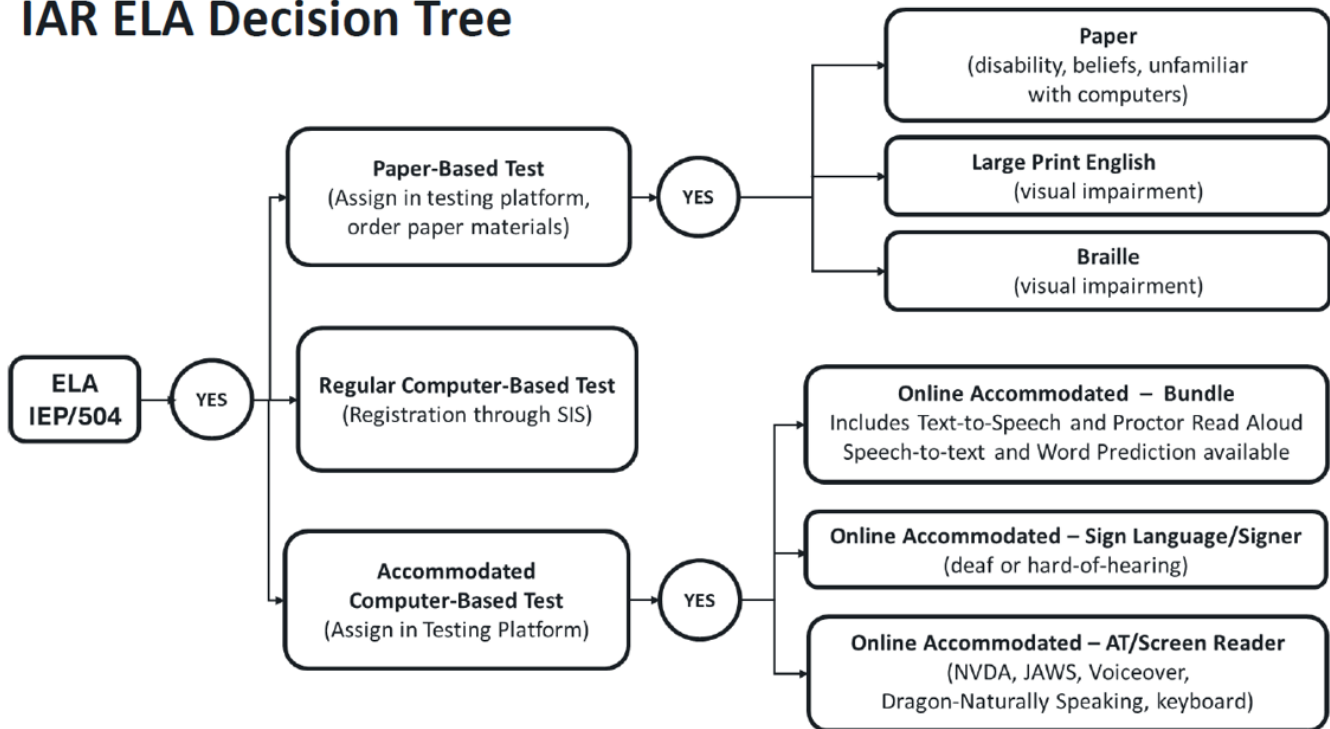 IAR ELA Decision Tree
Paper
(disability, beliefs, unfamiliar
with computers)
Paper-Based Test
(Assign in testing platform,
order paper materials)
YES
Large Print English
(visual impairment)
Braille
(visual impairment)
ELA
IEP/504
YES
Regular Computer-Based Test
(Registration through SIS)
Online Accommodated – Bundle
Includes Text-to-Speech and Proctor Read Aloud
Speech-to-text and Word Prediction available
Accommodated
Computer-Based Test
(Assign in Testing Platform)
YES
Online Accommodated – Sign Language/Signer
(deaf or hard-of-hearing)
Online Accommodated – AT/Screen Reader
(NVDA, JAWS, Voiceover,
Dragon-Naturally Speaking, keyboard)